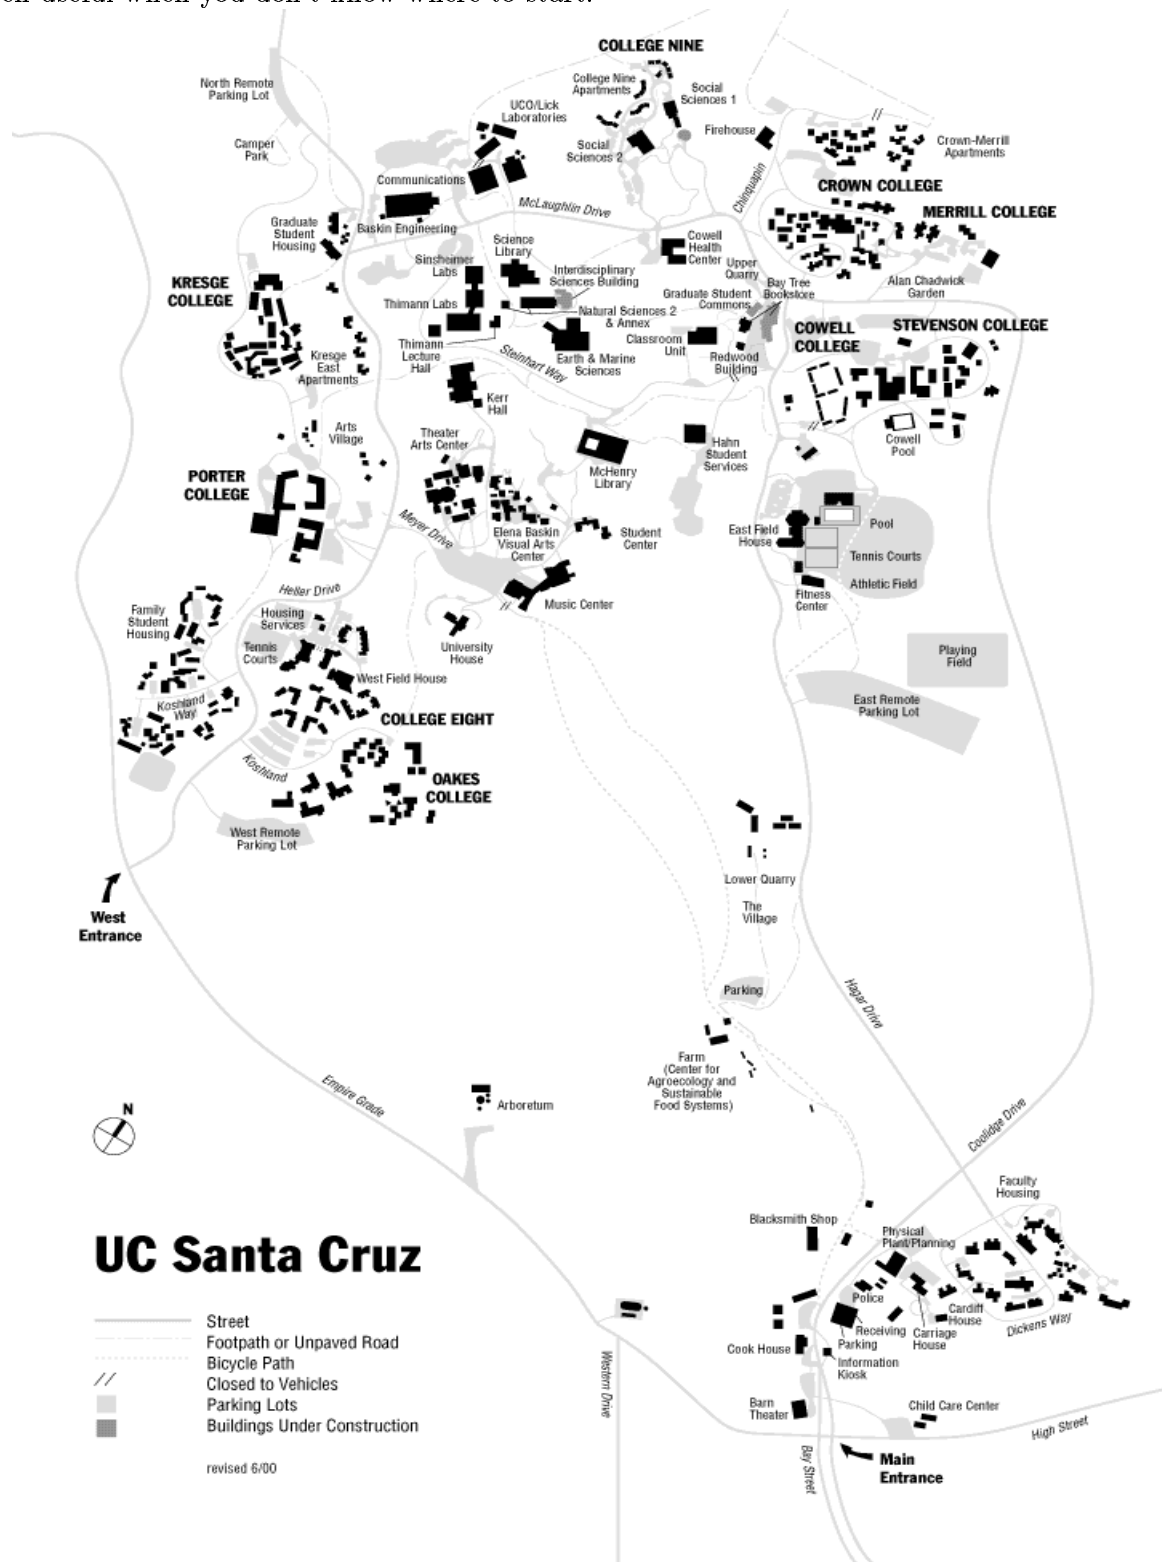 useful when you don't know where to start.
COLLEGE NINE
North Remote
Parking Lot
College Nine
Apartments
Social
Sciences 1
UCO/Lick
Laboratories
Firehouse
Camper
Park
Social
Sciences 2
Crown-Merrill
Apartments
Communications
Chinquapin
CROWN COLLEGE
McLaughlin Drive
MERRILL COLLEGE
Graduate
Student
Housing
Baskin Engineering
Science
Library
Cowell
Health
Center
Upper
Quarry
Sinsheimer
Labs
Interdisciplinary
Sciences Building
KRESGE
COLLEGE
Graduate Student
Commons
Bay Tree
Bookstore
Alan Chadwick
Garden
Thimann Labs
Natural Sciences 2
& Annex
COWELL
COLLEGE
STEVENSON COLLEGE
Thimann
Lecture
Hall
Steinhart Way
Earth & Marine
Sciences
Classroom
Unit
Redwood
Building
Kresge
East
Apartments
Kerr
Hall
Arts
Village
Theater
Arts Center
McHenry
Library
Hahn
Student
Services
Cowell
Pool
PORTER
COLLEGE
Meyer Drive
Elena Baskin
Visual Arts
Center
Student
Center
East Field
House
Pool
Tennis Courts
Athletic Field
Fitness
Center
Heller Drive
Music Center
Family
Student
Housing
Housing
Services
Tennis
Courts
University
House
Playing
Field
West Field House
Koshland
Way
East Remote
Parking Lot
COLLEGE EIGHT
Koshland
OAKES
COLLEGE
West Remote
Parking Lot
Lower Quarry
The
Village
West
Entrance
Parking
Hagar Drive
Farm
(Center for
Agroecology and
Sustainable
Food Systems)
Empire Grade
Arboretum
N
Coolidge Drive
Faculty
Housing
Blacksmith Shop
Physical
Plant/Planning
UC Santa Cruz
Police
Cardiff
House
Dickens Way
Receiving
Parking
Carriage
House
Cook House
Information
Kiosk
Western Drive
Street
Footpath or Unpaved Road
Bicycle Path
Closed to Vehicles
Parking Lots
Buildings Under Construction
Barn
Theater
Child Care Center
High Street
Bay Street
Main
Entrance
revised 6/00